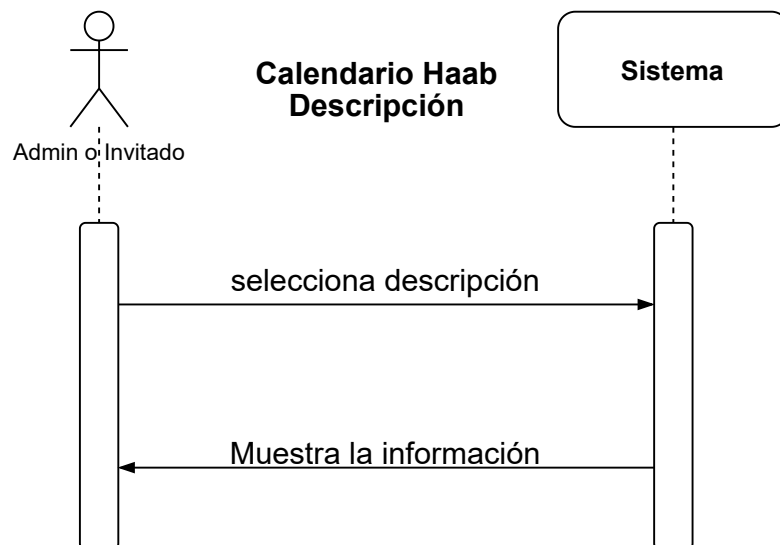 Calendario Haab
Descripción
Sistema
Admin o Invitado
selecciona descripción
Muestra la información